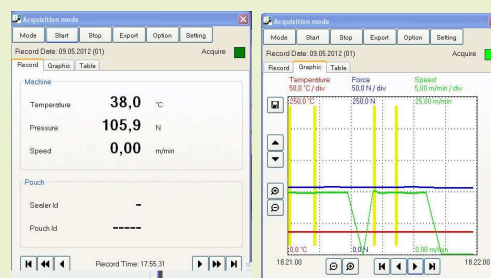 Acquisition mode
Mode Start Stop Export Option Setting
Record Date: 09.05.2012 (01) Acquire
Record Graphic Table
Machine
Temperature 38,0 °C
Pressure 105,9 N
Speed 0,00 m/min
Pouch
Sealer Id -
Pouch Id -----
Record Time: 17.55.31
Acquisition mode
Mode Start Stop Export Option Setting
Record Date: 09.05.2012 (01) Acquire
Record Graphic Table
Temperature Force Speed
50.0 °C / div 50.0 N / div 5.00 m/min / div
250,0 °C 250,0 N 25,00 m/min
0,0 °C 0,0 N 0,00 m/min
18.21.00 18.22.00